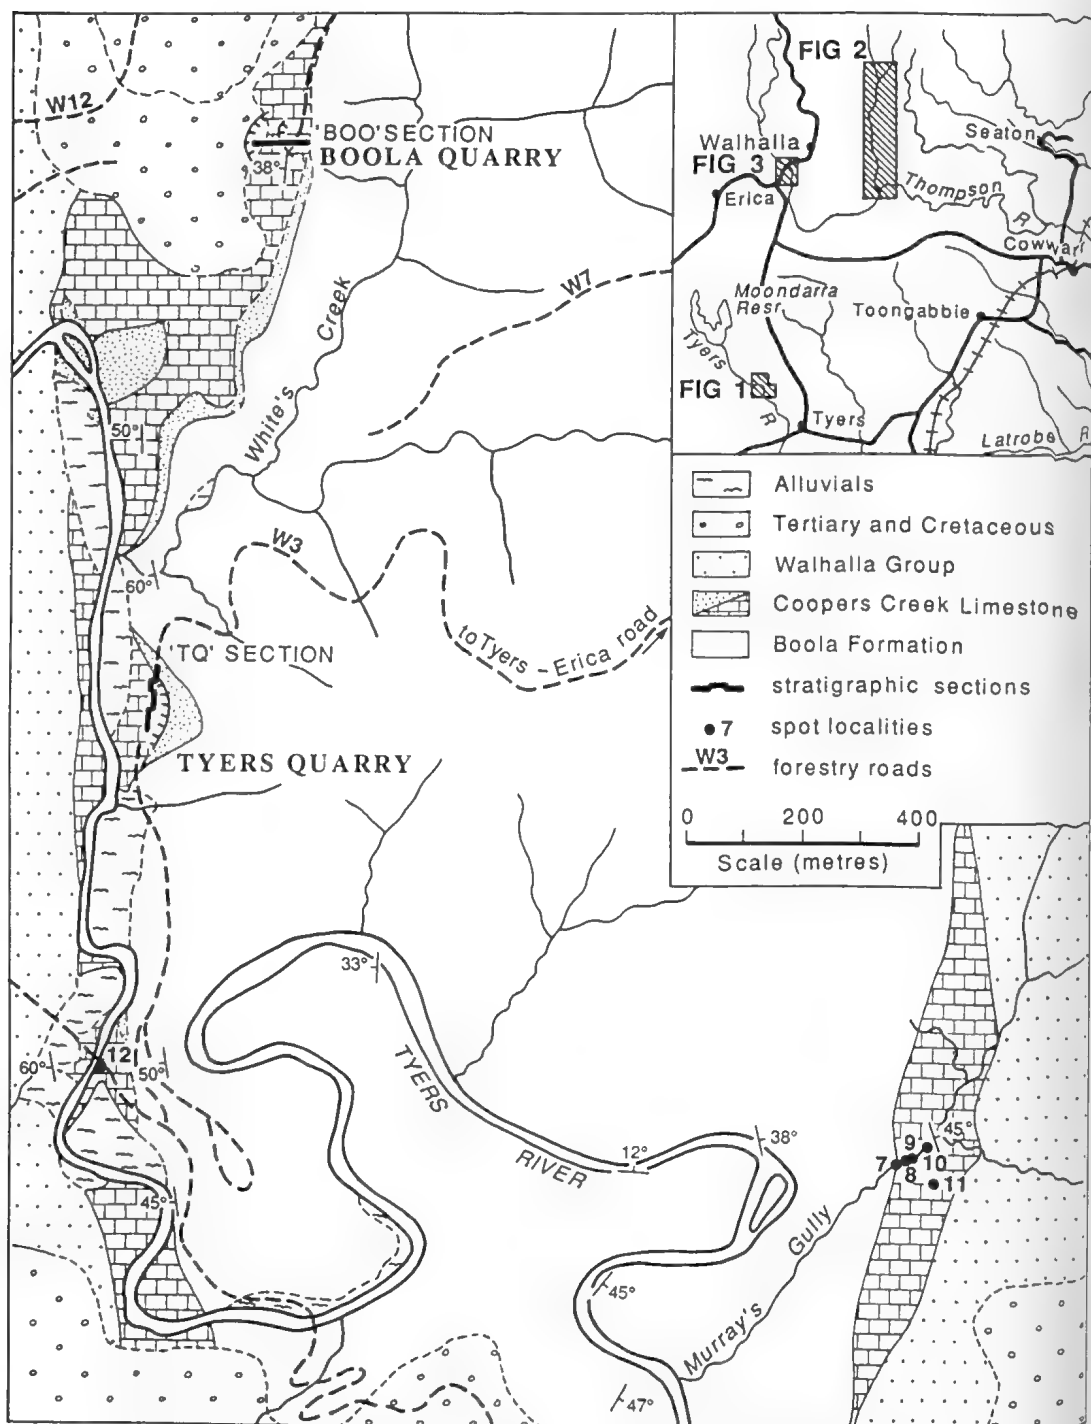 W12
'BOO' SECTION
BOOLA QUARRY
38°
White's Creek
W7
50°
W3
60°
to Tyers - Erica road
'TQ' SECTION
TYERS QUARRY
33°
TYERS
RIVER
12
60°
50°
12°
38°
45°
45°
47°
Murray's Gully
45°
9
7
10
8
11
FIG 2
Walhalla
Seaton
FIG 3
Erica
Thompson
R
Cowwar
Moondarra
Resr
Toongabbie
Tyers
FIG 1
R
Tyers
Latrobe R
Alluvials
Tertiary and Cretaceous
Walhalla Group
Coopers Creek Limestone
Boola Formation
stratigraphic sections
7 spot localities
W3 forestry roads
0 200 400
Scale (metres)